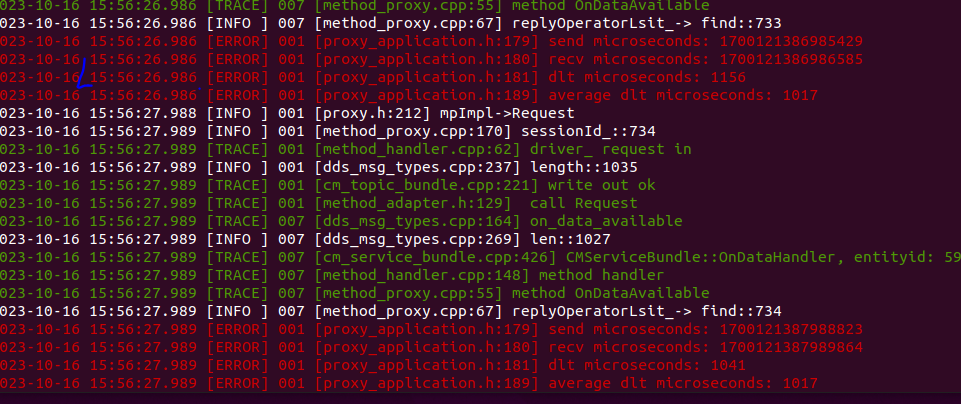 023-10-16 15:56:26.986 [TRACE] 007 [method_proxy.cpp:55] method OnDataAvailable
023-10-16 15:56:26.986 [INFO ] 007 [method_proxy.cpp:67] replyOperatorLsit_-> find::733
023-10-16 15:56:26.986 [ERROR] 001 [proxy_application.h:179] send microseconds: 1700121386985429
023-10-16 15:56:26.986 [ERROR] 001 [proxy_application.h:180] recv microseconds: 1700121386986585
023-10-16 15:56:26.986 [ERROR] 001 [proxy_application.h:181] dlt microseconds: 1156
023-10-16 15:56:26.986 [ERROR] 001 [proxy_application.h:189] average dlt microseconds: 1017
023-10-16 15:56:27.988 [INFO ] 001 [proxy.h:212] mpImpl->Request
023-10-16 15:56:27.989 [INFO ] 001 [method_proxy.cpp:170] sessionId_::734
023-10-16 15:56:27.989 [TRACE] 001 [method_handler.cpp:62] driver_ request in
023-10-16 15:56:27.989 [INFO ] 001 [dds_msg_types.cpp:237] length::1035
023-10-16 15:56:27.989 [TRACE] 001 [cm_topic_bundle.cpp:221] write out ok
023-10-16 15:56:27.989 [TRACE] 001 [method_adapter.h:129]  call Request
023-10-16 15:56:27.989 [TRACE] 007 [dds_msg_types.cpp:164] on_data_available
023-10-16 15:56:27.989 [INFO ] 007 [dds_msg_types.cpp:269] len::1027
023-10-16 15:56:27.989 [TRACE] 007 [cm_service_bundle.cpp:426] CMServiceBundle::OnDataHandler, entityid: 59
023-10-16 15:56:27.989 [TRACE] 007 [method_handler.cpp:148] method handler
023-10-16 15:56:27.989 [TRACE] 007 [method_proxy.cpp:55] method OnDataAvailable
023-10-16 15:56:27.989 [INFO ] 007 [method_proxy.cpp:67] replyOperatorLsit_-> find::734
023-10-16 15:56:27.989 [ERROR] 001 [proxy_application.h:179] send microseconds: 1700121387988823
023-10-16 15:56:27.989 [ERROR] 001 [proxy_application.h:180] recv microseconds: 1700121387989864
023-10-16 15:56:27.989 [ERROR] 001 [proxy_application.h:181] dlt microseconds: 1041
023-10-16 15:56:27.989 [ERROR] 001 [proxy_application.h:189] average dlt microseconds: 1017